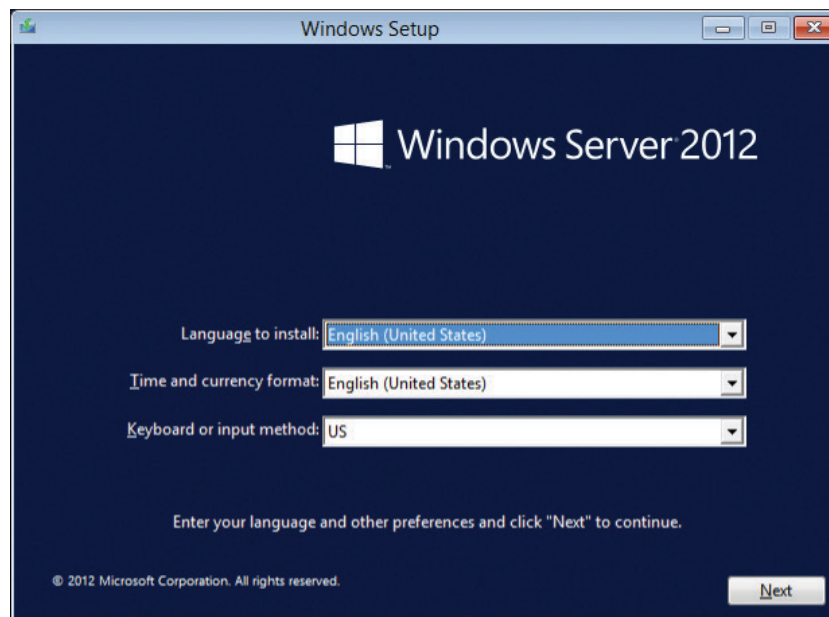 Windows Setup
Windows Server 2012
Language to install: English (United States)
Time and currency format: English (United States)
Keyboard or input method: US
Enter your language and other preferences and click "Next" to continue.
© 2012 Microsoft Corporation. All rights reserved.
Next